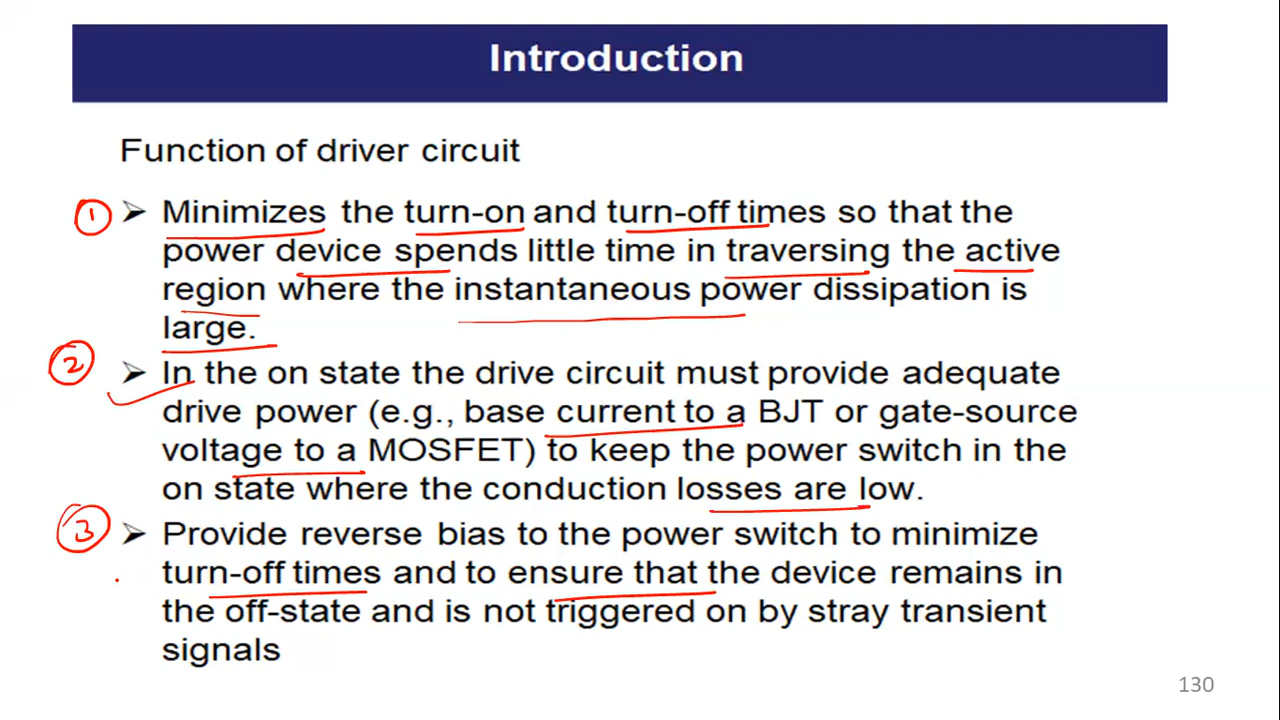 Introduction
Function of driver circuit
1 ➢ Minimizes the turn-on and turn-off times so that the
power device spends little time in traversing the active
region where the instantaneous power dissipation is
large.
2 ➢ In the on state the drive circuit must provide adequate
drive power (e.g., base current to a BJT or gate-source
voltage to a MOSFET) to keep the power switch in the
on state where the conduction losses are low.
3 ➢ Provide reverse bias to the power switch to minimize
turn-off times and to ensure that the device remains in
the off-state and is not triggered on by stray transient
signals
130